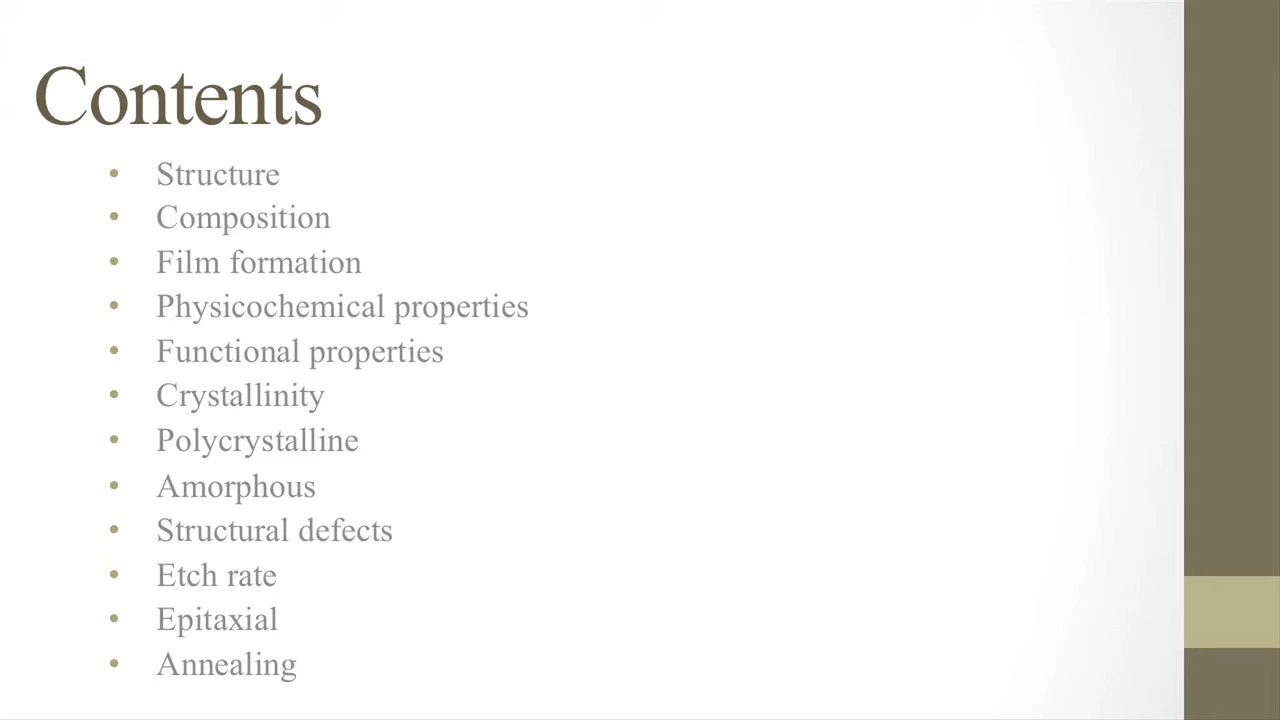 Contents
• Structure
• Composition
• Film formation
• Physicochemical properties
• Functional properties
• Crystallinity
• Polycrystalline
• Amorphous
• Structural defects
• Etch rate
• Epitaxial
• Annealing